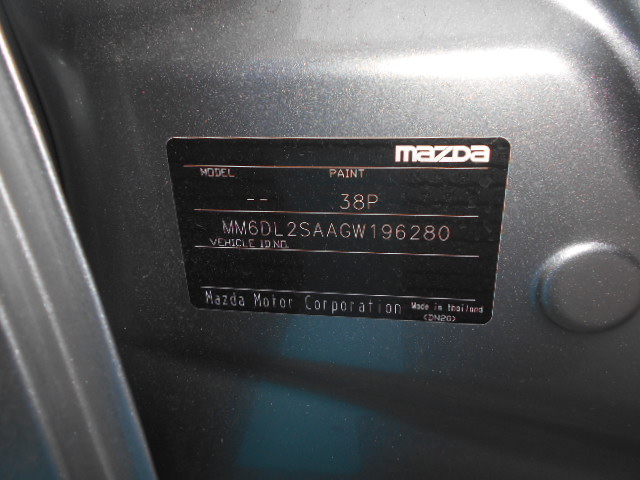 mazda
MODEL PAINT
-- 38P
MM6DL2SAAGW196280
VEHICLE ID NO.
Mazda Motor Corporation Made in thailand
(DN20)